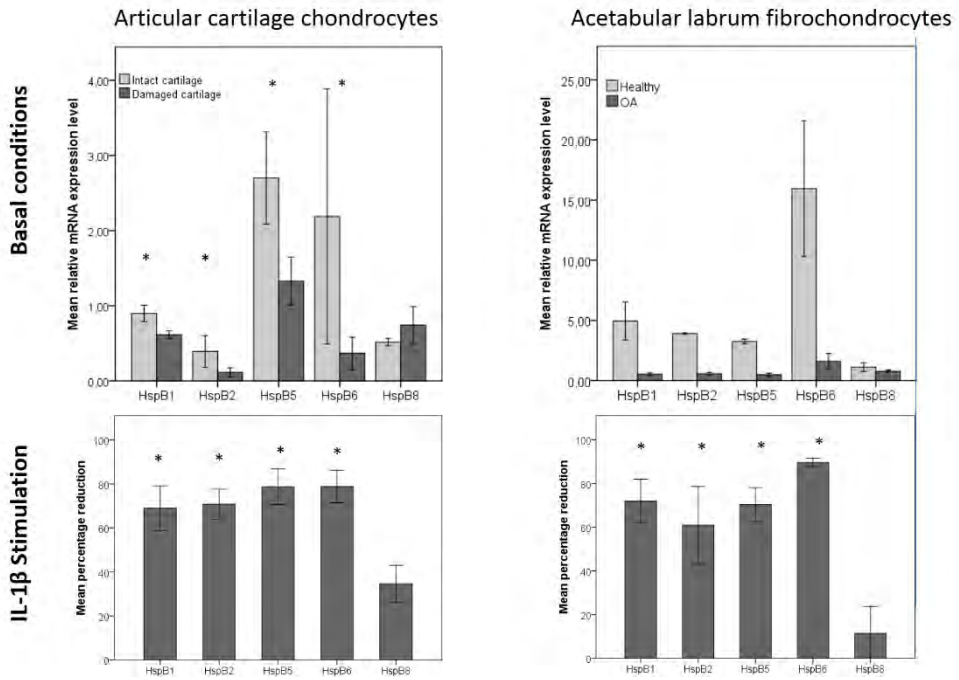 Articular cartilage chondrocytes
Acetabular labrum fibrochondrocytes
Basal conditions
Mean relative mRNA expression level
4,00
3,00
2,00
1,00
0,00
Intact cartilage
Damaged cartilage
* * * *
HspB1 HspB2 HspB5 HspB6 HspB8
Mean relative mRNA expression level
25,00
20,00
15,00
10,00
5,00
0,00
Healthy
OA
HspB1 HspB2 HspB5 HspB6 HspB8
IL-1β Stimulation
Mean percentage reduction
100
80
60
40
20
0
* * * *
HspB1 HspB2 HspB5 HspB6 HspB8
Mean percentage reduction
100
80
60
40
20
0
* * * *
HspB1 HspB2 HspB5 HspB6 HspB8